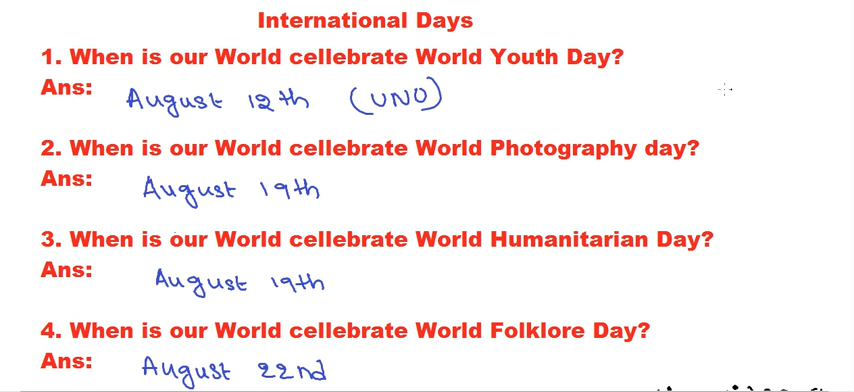 International Days
1. When is our World cellebrate World Youth Day?
Ans: August 12th (UNO)
2. When is our World cellebrate World Photography day?
Ans: August 19th
3. When is our World cellebrate World Humanitarian Day?
Ans: August 19th
4. When is our World cellebrate World Folklore Day?
Ans: August 22nd